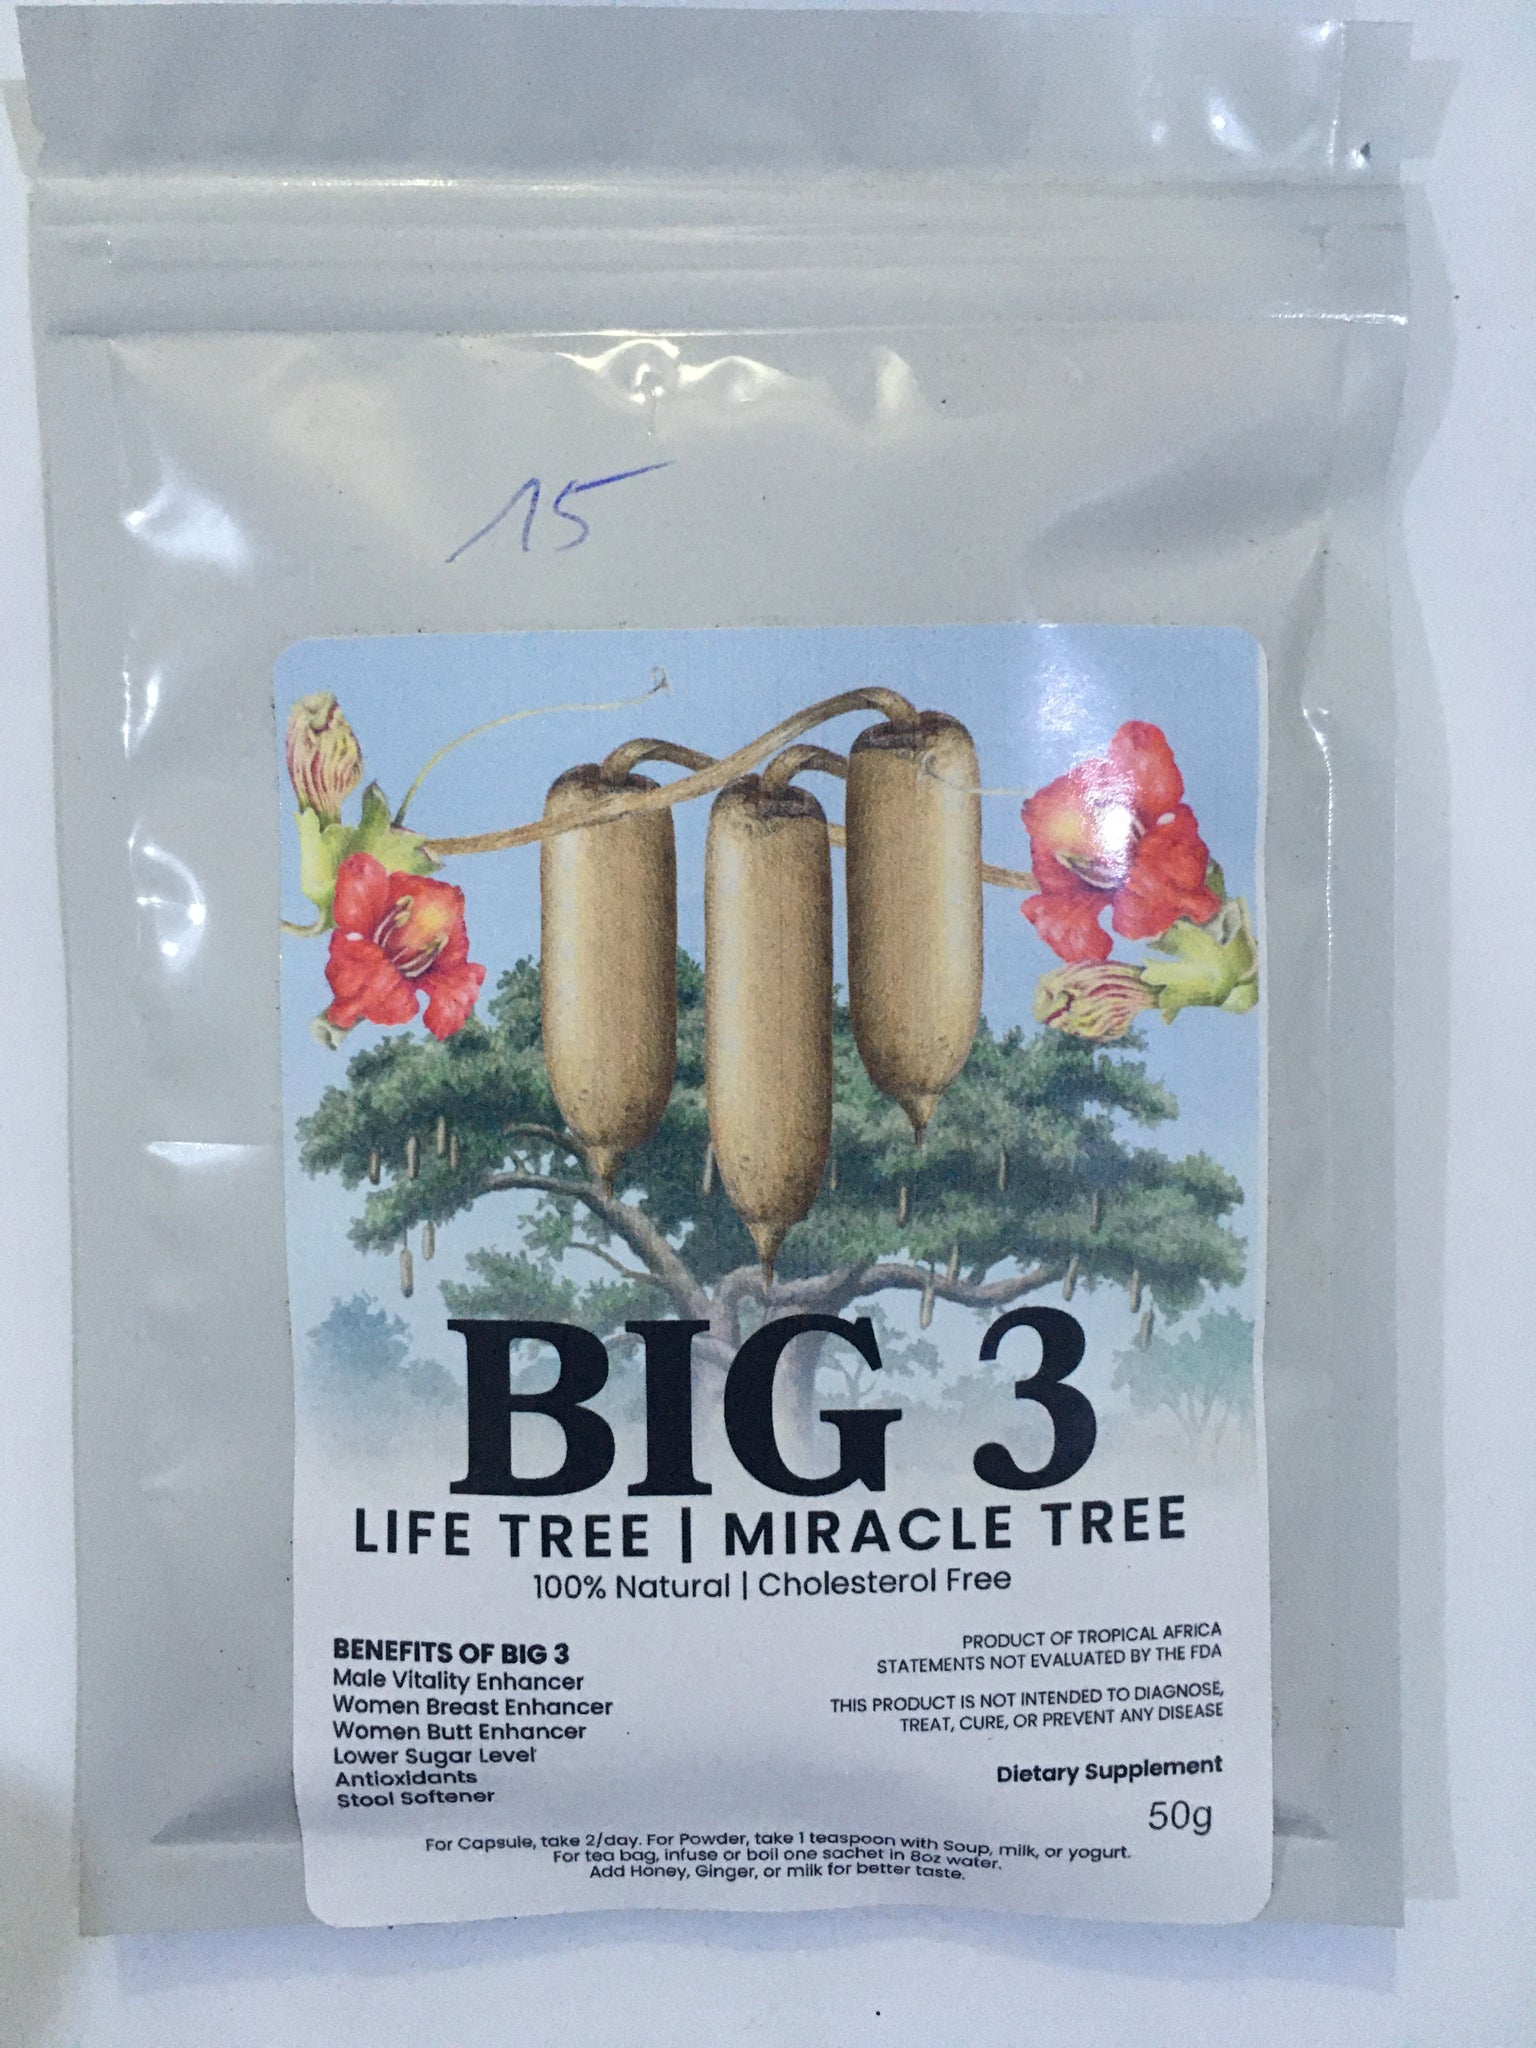 15
BIG 3
LIFE TREE | MIRACLE TREE
100% Natural | Cholesterol Free
BENEFITS OF BIG 3
Male Vitality Enhancer
Women Breast Enhancer
Women Butt Enhancer
Lower Sugar Level
Antioxidants
Stool Softener
PRODUCT OF TROPICAL AFRICA
STATEMENTS NOT EVALUATED BY THE FDA
THIS PRODUCT IS NOT INTENDED TO DIAGNOSE,
TREAT, CURE, OR PREVENT ANY DISEASE
Dietary Supplement
50g
For Capsule, take 2/day. For Powder, take 1 teaspoon with Soup, milk, or yogurt.
For tea bag, infuse or boil one sachet in 8oz water.
Add Honey, Ginger, or milk for better taste.